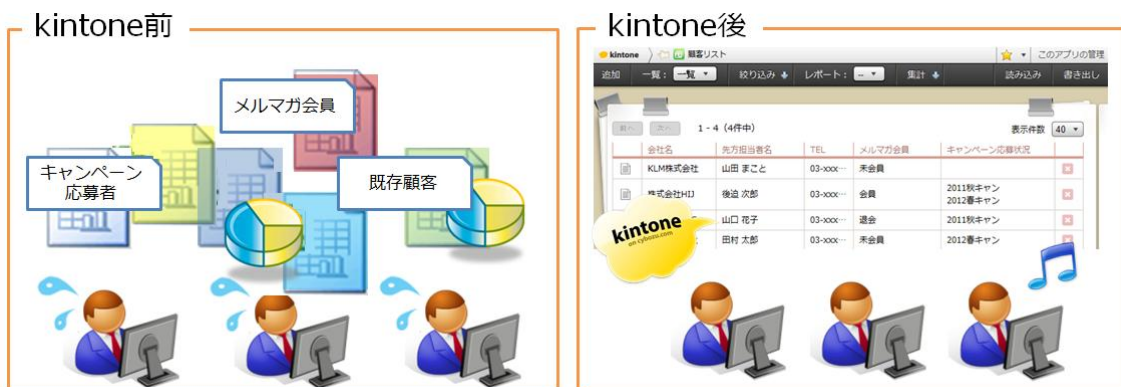 kintone前
メルマガ会員
キャンペーン
応募者
既存顧客
kintone後
kintone 顧客リスト このアプリの管理
追加 一覧： 一覧 絞り込み レポート： -- 集計 読み込み 書き出し
前へ 次へ 1 - 4 (4件中) 表示件数 40
会社名 先方担当者名 TEL メルマガ会員 キャンペーン応募状況
KLM株式会社 山田 まこと 03-xxx… 未会員
株式会社HIJ 後迫 次郎 03-xxx… 会員 2011秋キャン
2012春キャン
山口 花子 03-xxx… 退会 2011秋キャン
田村 太郎 03-xxx… 未会員 2012春キャン
kintone
on cybozu.com